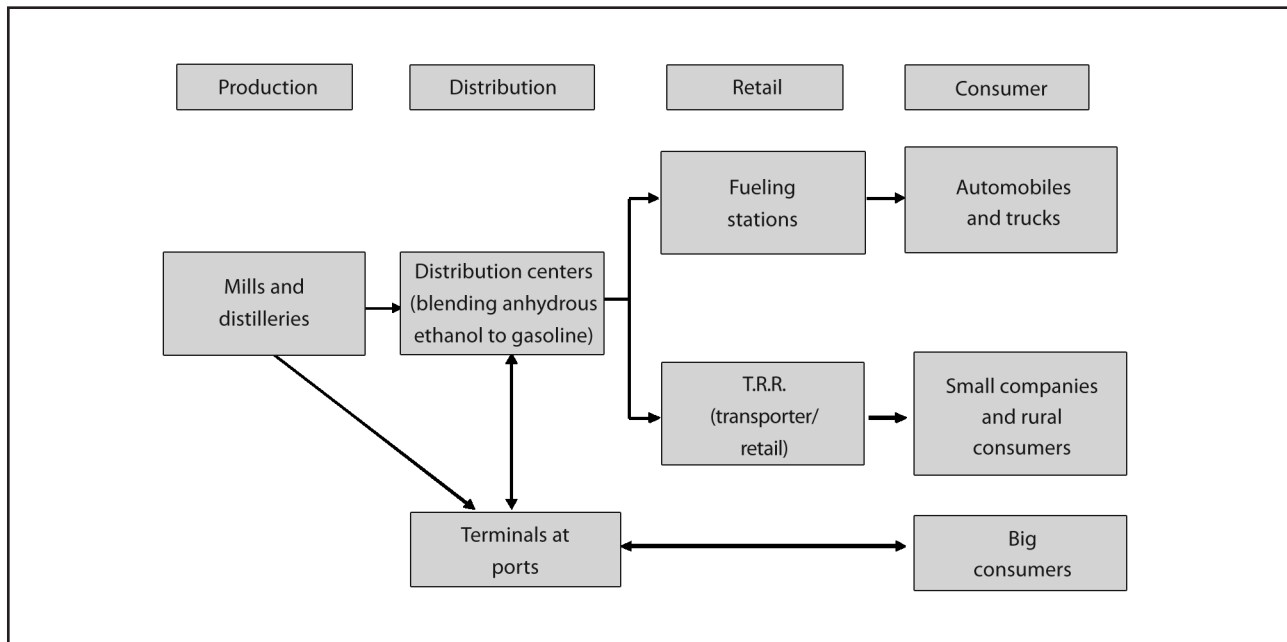 Production
Distribution
Retail
Consumer
Fueling
stations
Automobiles
and trucks
Mills and
distilleries
Distribution centers
(blending anhydrous
ethanol to gasoline)
T.R.R.
(transporter/
retail)
Small companies
and rural
consumers
Terminals at
ports
Big
consumers